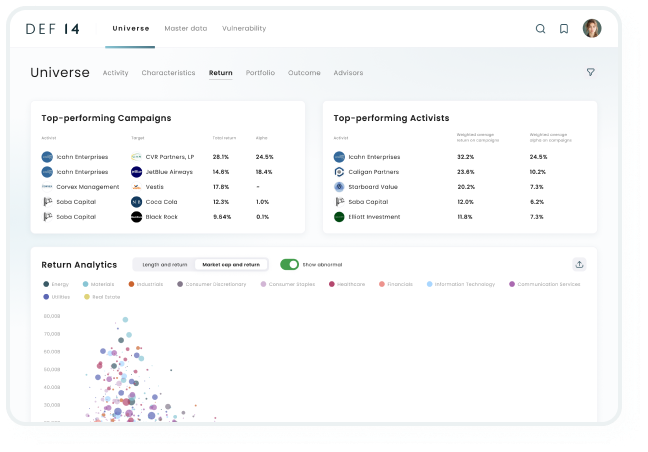 DEF 14 Universe Master data Vulnerability
Universe Activity Characteristics Return Portfolio Outcome Advisors
Top-performing Campaigns
Activist Target Total return Alpha
Icahn Enterprises CVR Partners, LP 28.1% 24.5%
Icahn Enterprises JetBlue Airways 14.6% 18.4%
Corvex Management Vestis 17.8% -
Saba Capital Coca Cola 12.3% 1.0%
Saba Capital Black Rock 9.64% 0.1%
Top-performing Activists
Activist Weighted average return on campaigns Weighted average alpha on campaigns
Icahn Enterprises 32.2% 24.5%
Caligan Partners 23.6% 10.2%
Starboard Value 20.2% 7.3%
Saba Capital 12.0% 6.2%
Elliott Investment 11.8% 7.3%
Return Analytics Length and return Market cap and return Show abnormal
Energy Materials Industrials Consumer Discretionary Consumer Staples Healthcare Financials Information Technology Communication Services
Utilities Real Estate
80,00B
70,00B
60,00B
50,00B
40,00B
30,00B